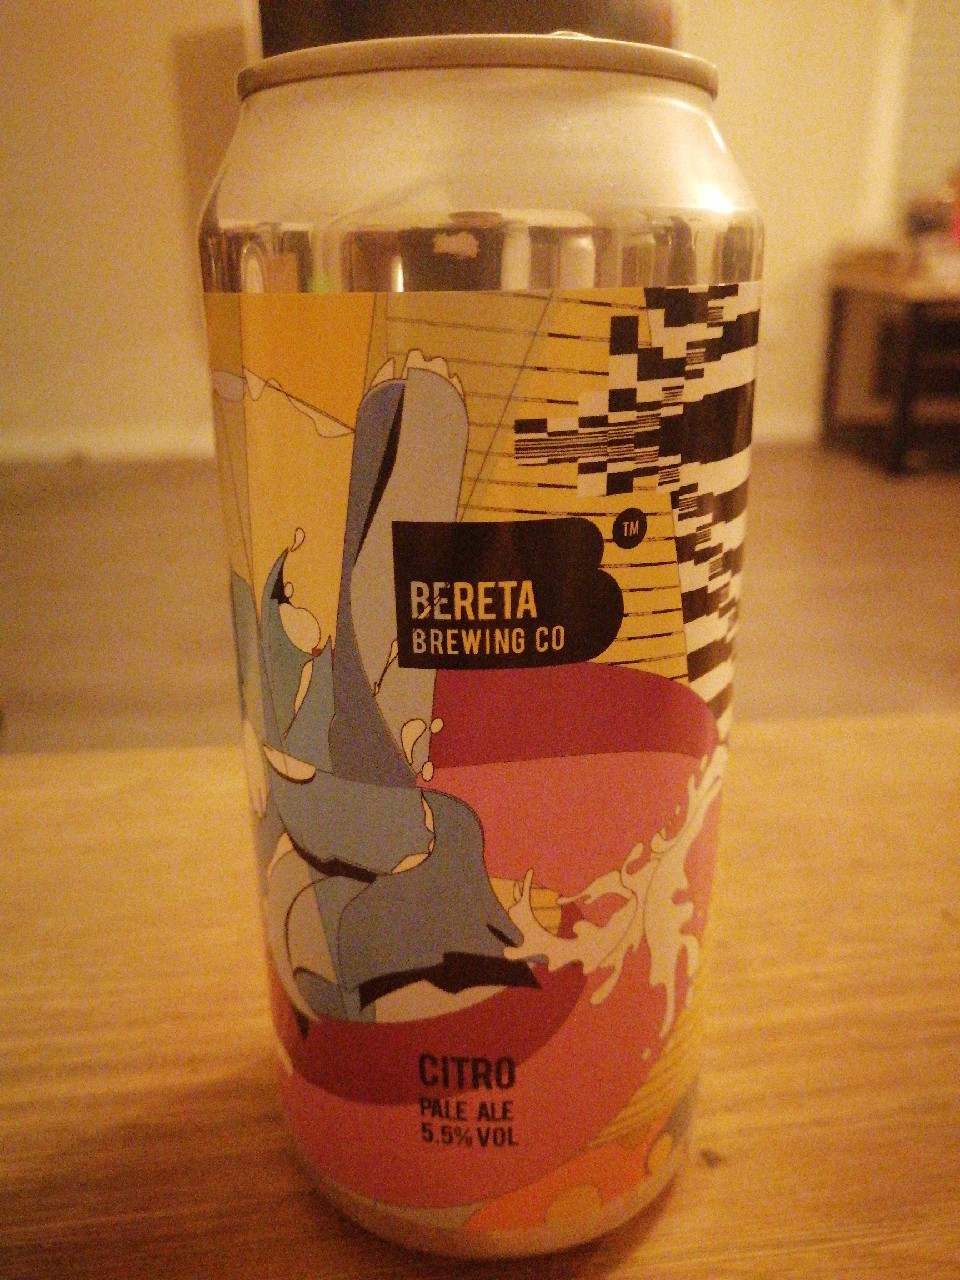 TM
BERETA
BREWING CO
CITRO
PALE ALE
5.5% VOL